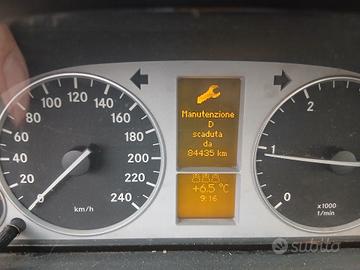 20 40 60 80 100 120 140 160 180 200 220 240
km/h
Manutenzione
D
scaduta
da
84435 km
+6.5 °C
9:16
0 1 2
x1000
1/min
subito